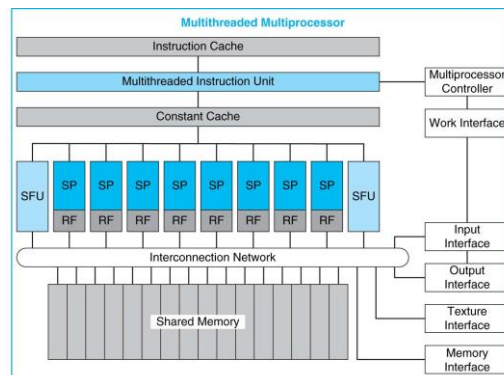 Multithreaded Multiprocessor
Instruction Cache
Multithreaded Instruction Unit
Multiprocessor
Controller
Constant Cache
Work Interface
SFU
SP
SP
SP
SP
SP
SP
SP
SP
SFU
RF
RF
RF
RF
RF
RF
RF
RF
Input
Interface
Interconnection Network
Output
Interface
Shared Memory
Texture
Interface
Memory
Interface